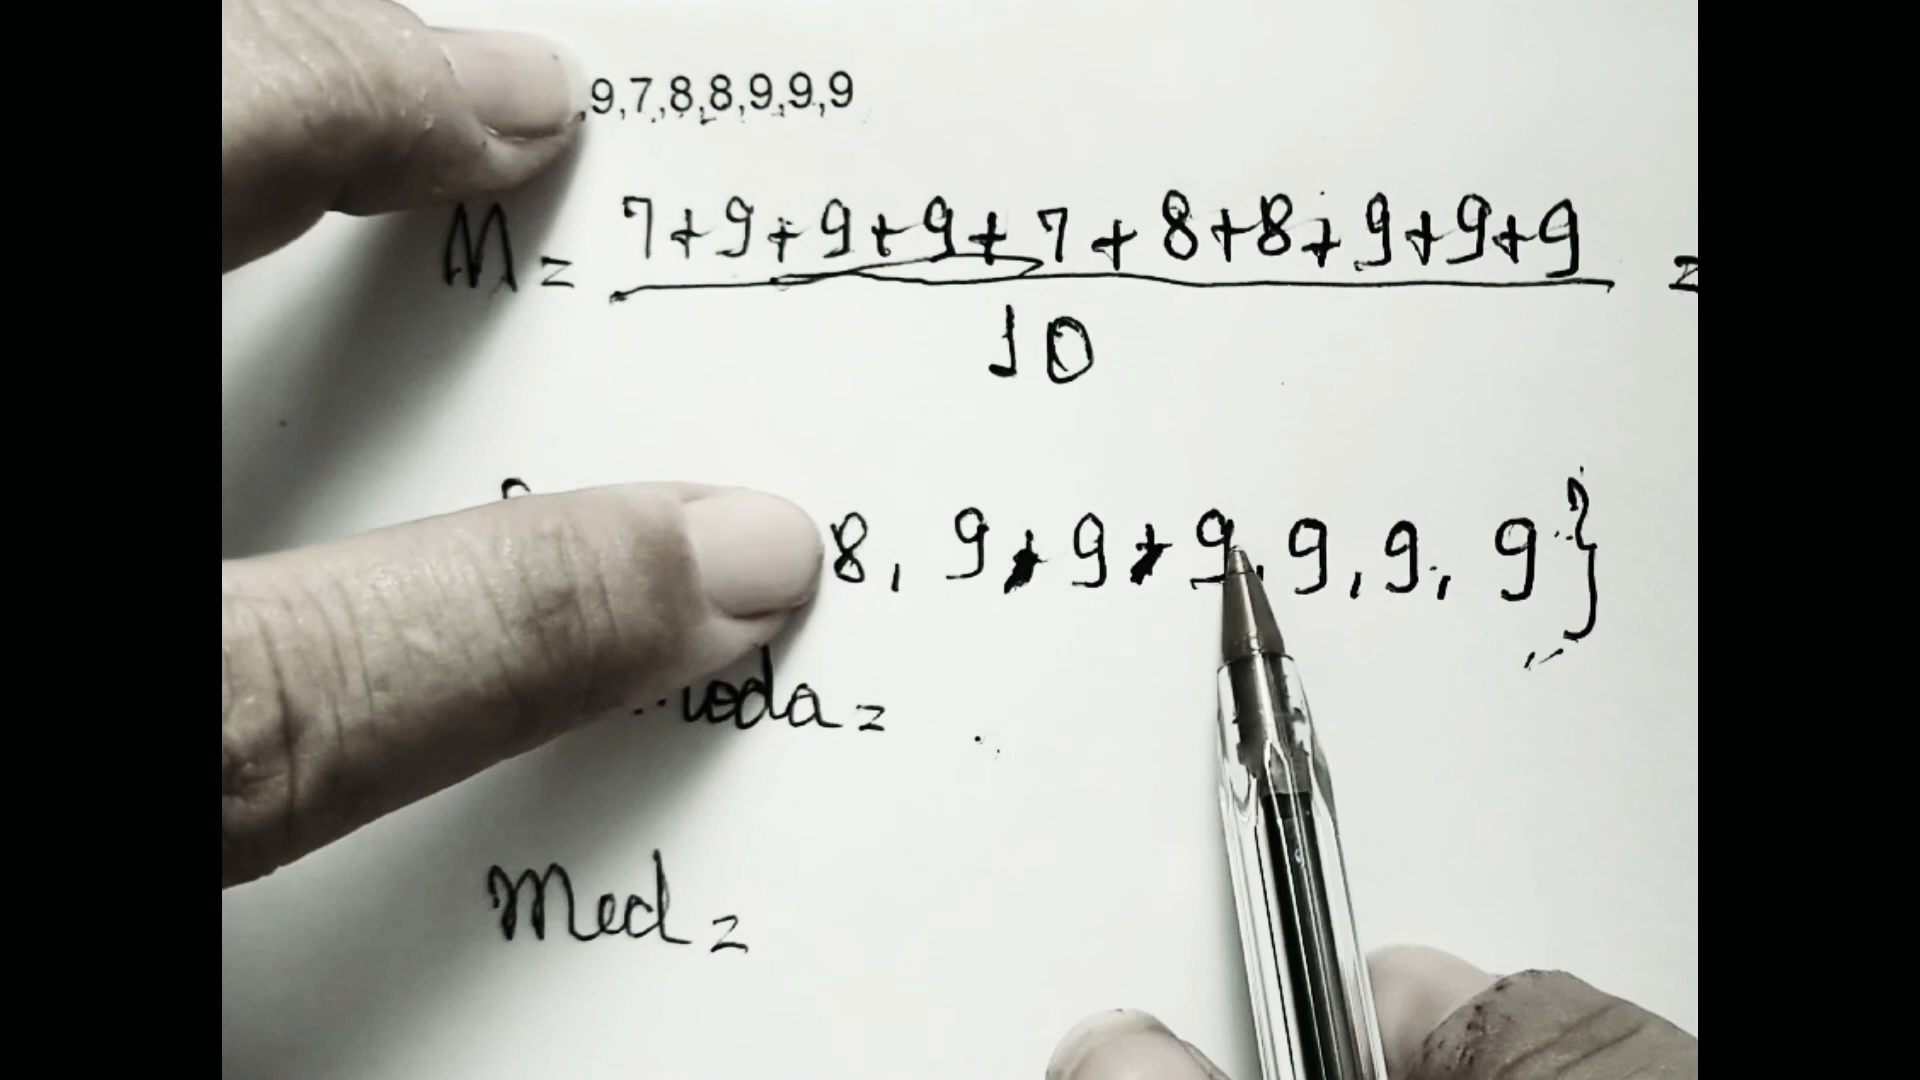 ,9,7,8,8,9,9,9
M = 7+9+9+9+7+8+8+9+9+9 =
10
8, 9, 9, 9, 9, 9, 9}
moda =
Med =